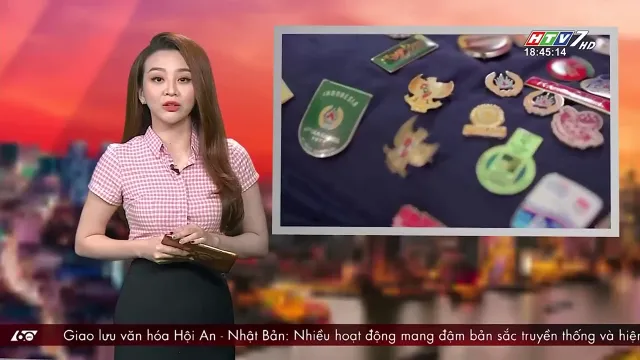 HTV7 HD
18:45:14
INDONESIA
60
Giao lưu văn hóa Hội An - Nhật Bản: Nhiều hoạt động mang đậm bản sắc truyền thống và hiệ